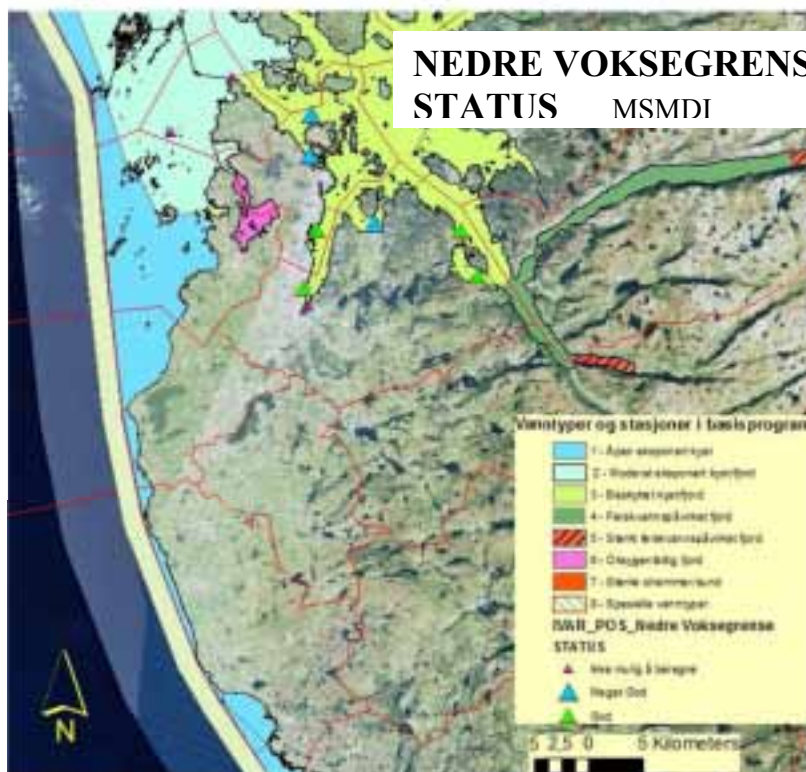 NEDRE VOKSEGRENS
STATUS MSMDI
Vanntyper og stasjoner i basisprogram
1 - Åpen eksponert kyst
2 - Moderat eksponert kyst/fjord
3 - Beskyttet kyst/fjord
4 - Ferskvannspåvirket fjord
5 - Sterkt ferskvannspåvirket fjord
6 - Oksygenfattig fjord
7 - Sterke strømmer/sund
8 - Spesielle vanntyper
IVAR_POS_Nedre Voksegrense
STATUS
Ikke mulig å beregne
Meget God
God
N
5 2,5 0 5 Kilometers